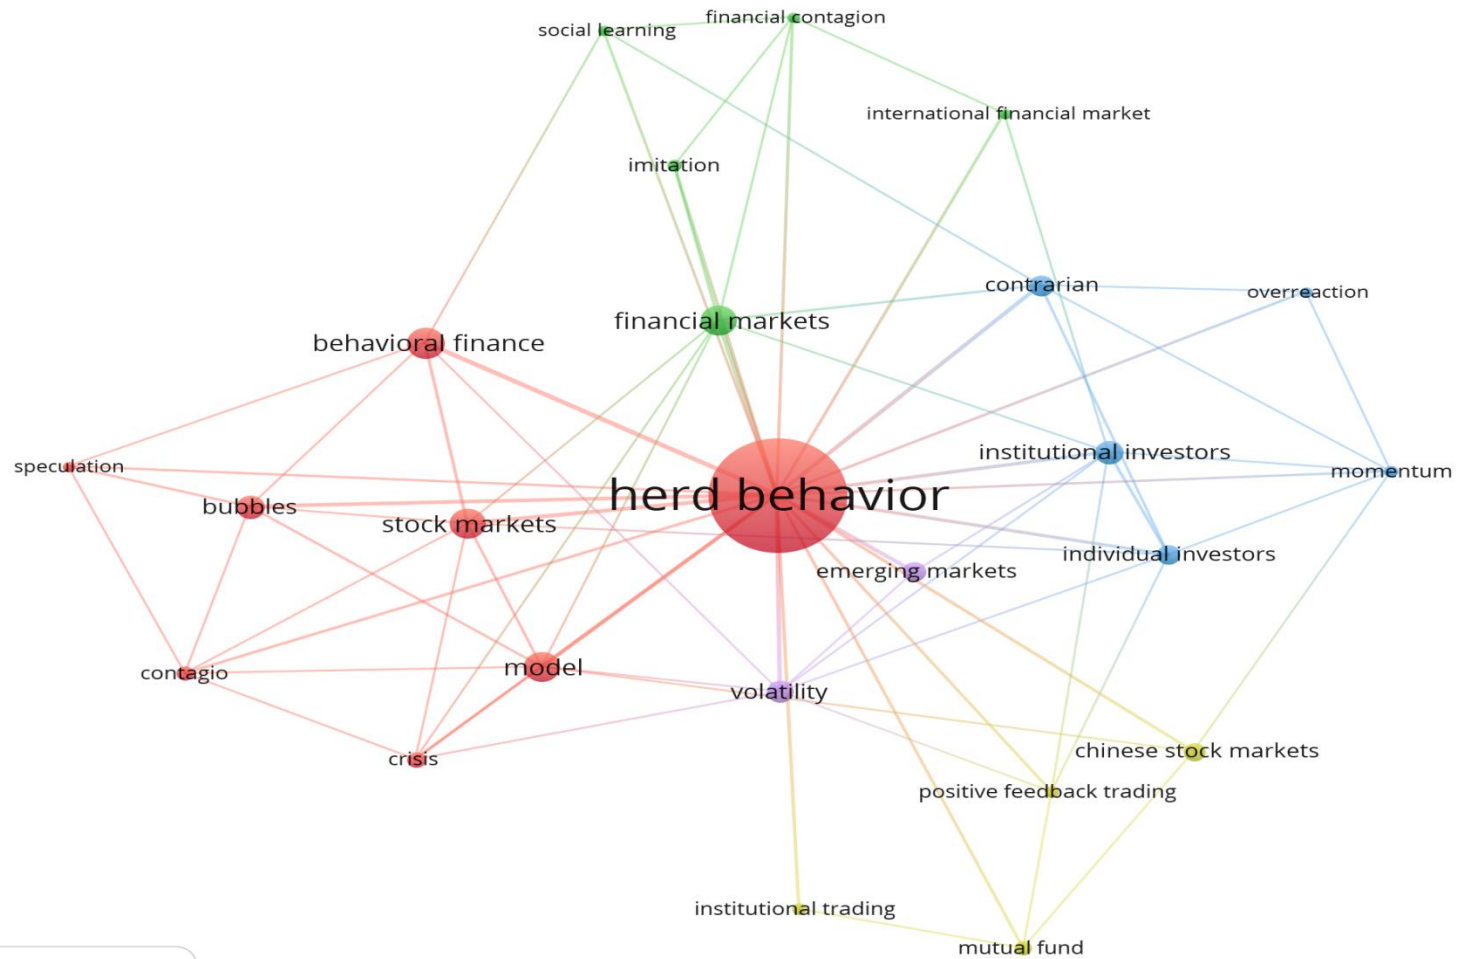 financial contagion
social learning
international financial market
imitation
contrarian
overreaction
financial markets
behavioral finance
institutional investors
speculation
momentum
herd behavior
bubbles
stock markets
individual investors
emerging markets
model
contagio
volatility
chinese stock markets
crisis
positive feedback trading
institutional trading
mutual fund